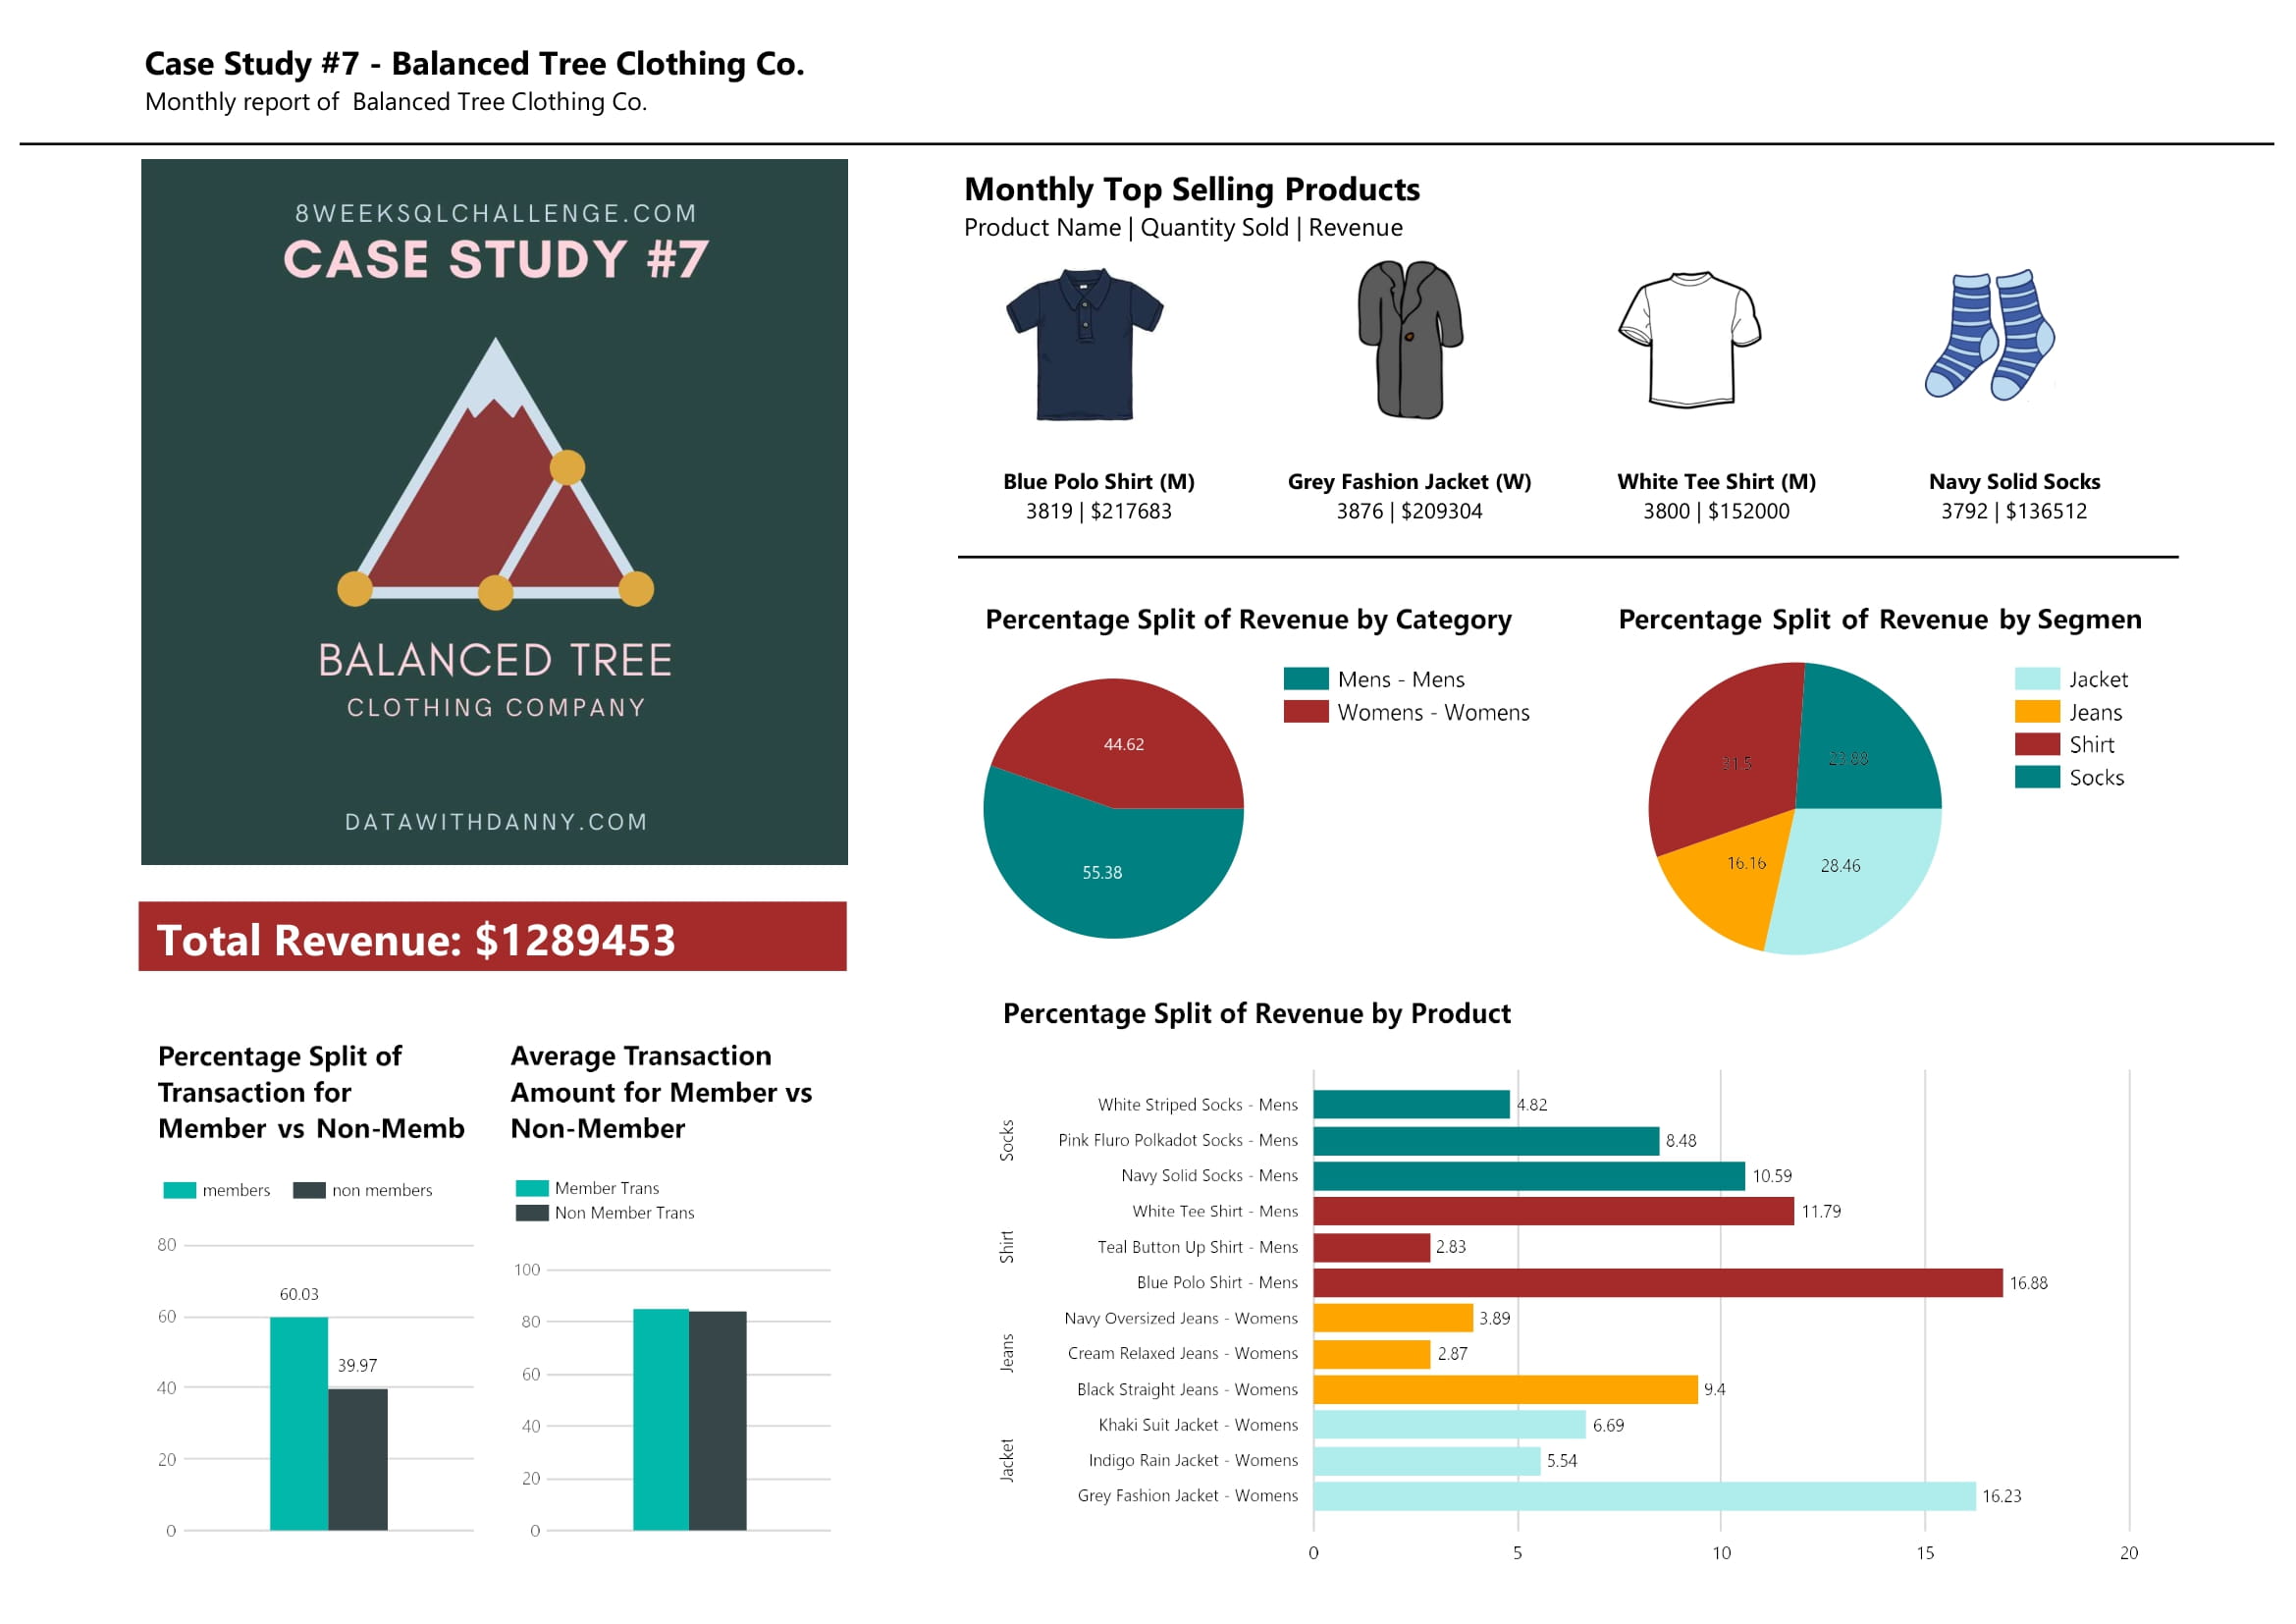 Case Study #7 - Balanced Tree Clothing Co.
Monthly report of  Balanced Tree Clothing Co.
8WEEKSQLCHALLENGE.COM
CASE STUDY #7
BALANCED TREE
CLOTHING COMPANY
DATAWITHDANNY.COM
Total Revenue: $1289453
Percentage Split of
Transaction for
Member vs Non-Memb
members
non members
80
60
40
20
0
60.03
39.97
Average Transaction
Amount for Member vs
Non-Member
Member Trans
Non Member Trans
100
80
60
40
20
0
Monthly Top Selling Products
Product Name | Quantity Sold | Revenue
Blue Polo Shirt (M)
3819 | $217683
Grey Fashion Jacket (W)
3876 | $209304
White Tee Shirt (M)
3800 | $152000
Navy Solid Socks
3792 | $136512
Percentage Split of Revenue by Category
Mens - Mens
Womens - Womens
44.62
55.38
Percentage Split of Revenue by Segmen
Jacket
Jeans
Shirt
Socks
31.5
23.88
16.16
28.46
Percentage Split of Revenue by Product
Socks
White Striped Socks - Mens 4.82
Pink Fluro Polkadot Socks - Mens 8.48
Navy Solid Socks - Mens 10.59
Shirt
White Tee Shirt - Mens 11.79
Teal Button Up Shirt - Mens 2.83
Blue Polo Shirt - Mens 16.88
Jeans
Navy Oversized Jeans - Womens 3.89
Cream Relaxed Jeans - Womens 2.87
Black Straight Jeans - Womens 9.4
Jacket
Khaki Suit Jacket - Womens 6.69
Indigo Rain Jacket - Womens 5.54
Grey Fashion Jacket - Womens 16.23
0 5 10 15 20